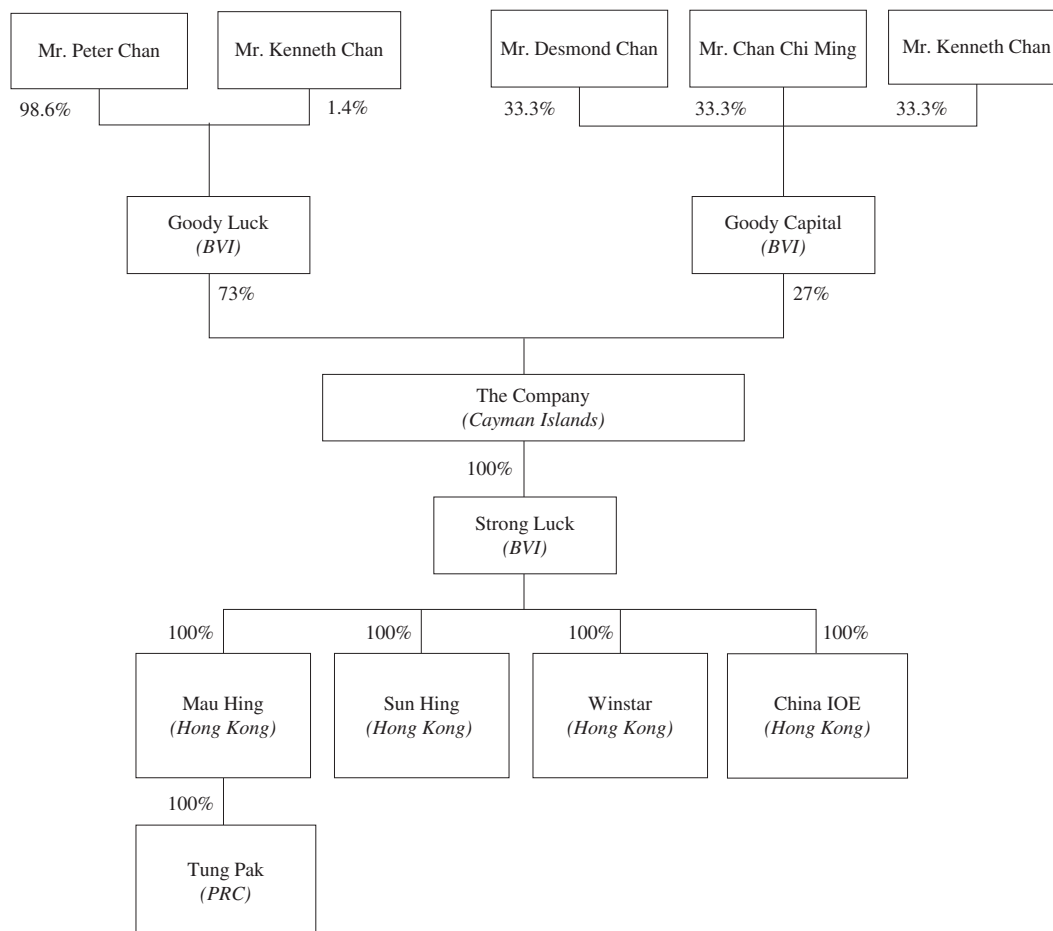 Mr. Peter Chan
Mr. Kenneth Chan
Mr. Desmond Chan
Mr. Chan Chi Ming
Mr. Kenneth Chan
98.6%
1.4%
33.3%
33.3%
33.3%
Goody Luck
(BVI)
Goody Capital
(BVI)
73%
27%
The Company
(Cayman Islands)
100%
Strong Luck
(BVI)
100%
100%
100%
100%
Mau Hing
(Hong Kong)
Sun Hing
(Hong Kong)
Winstar
(Hong Kong)
China IOE
(Hong Kong)
100%
Tung Pak
(PRC)